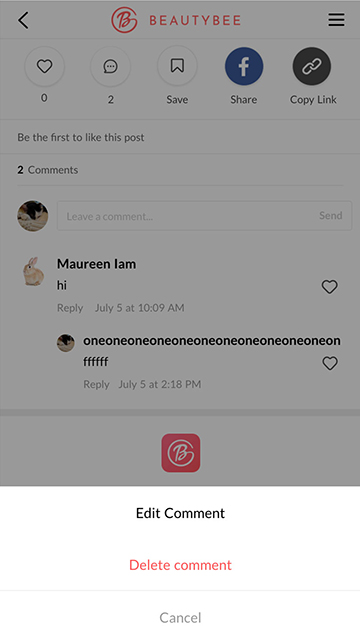 BEAUTYBEE
0
2
Save
Share
Copy Link
Be the first to like this post
2 Comments
Leave a comment...
Send
Maureen Iam
hi
Reply July 5 at 10:09 AM
oneoneoneoneoneoneoneoneoneoneoneon
ffffff
Reply July 5 at 2:18 PM
Edit Comment
Delete comment
Cancel